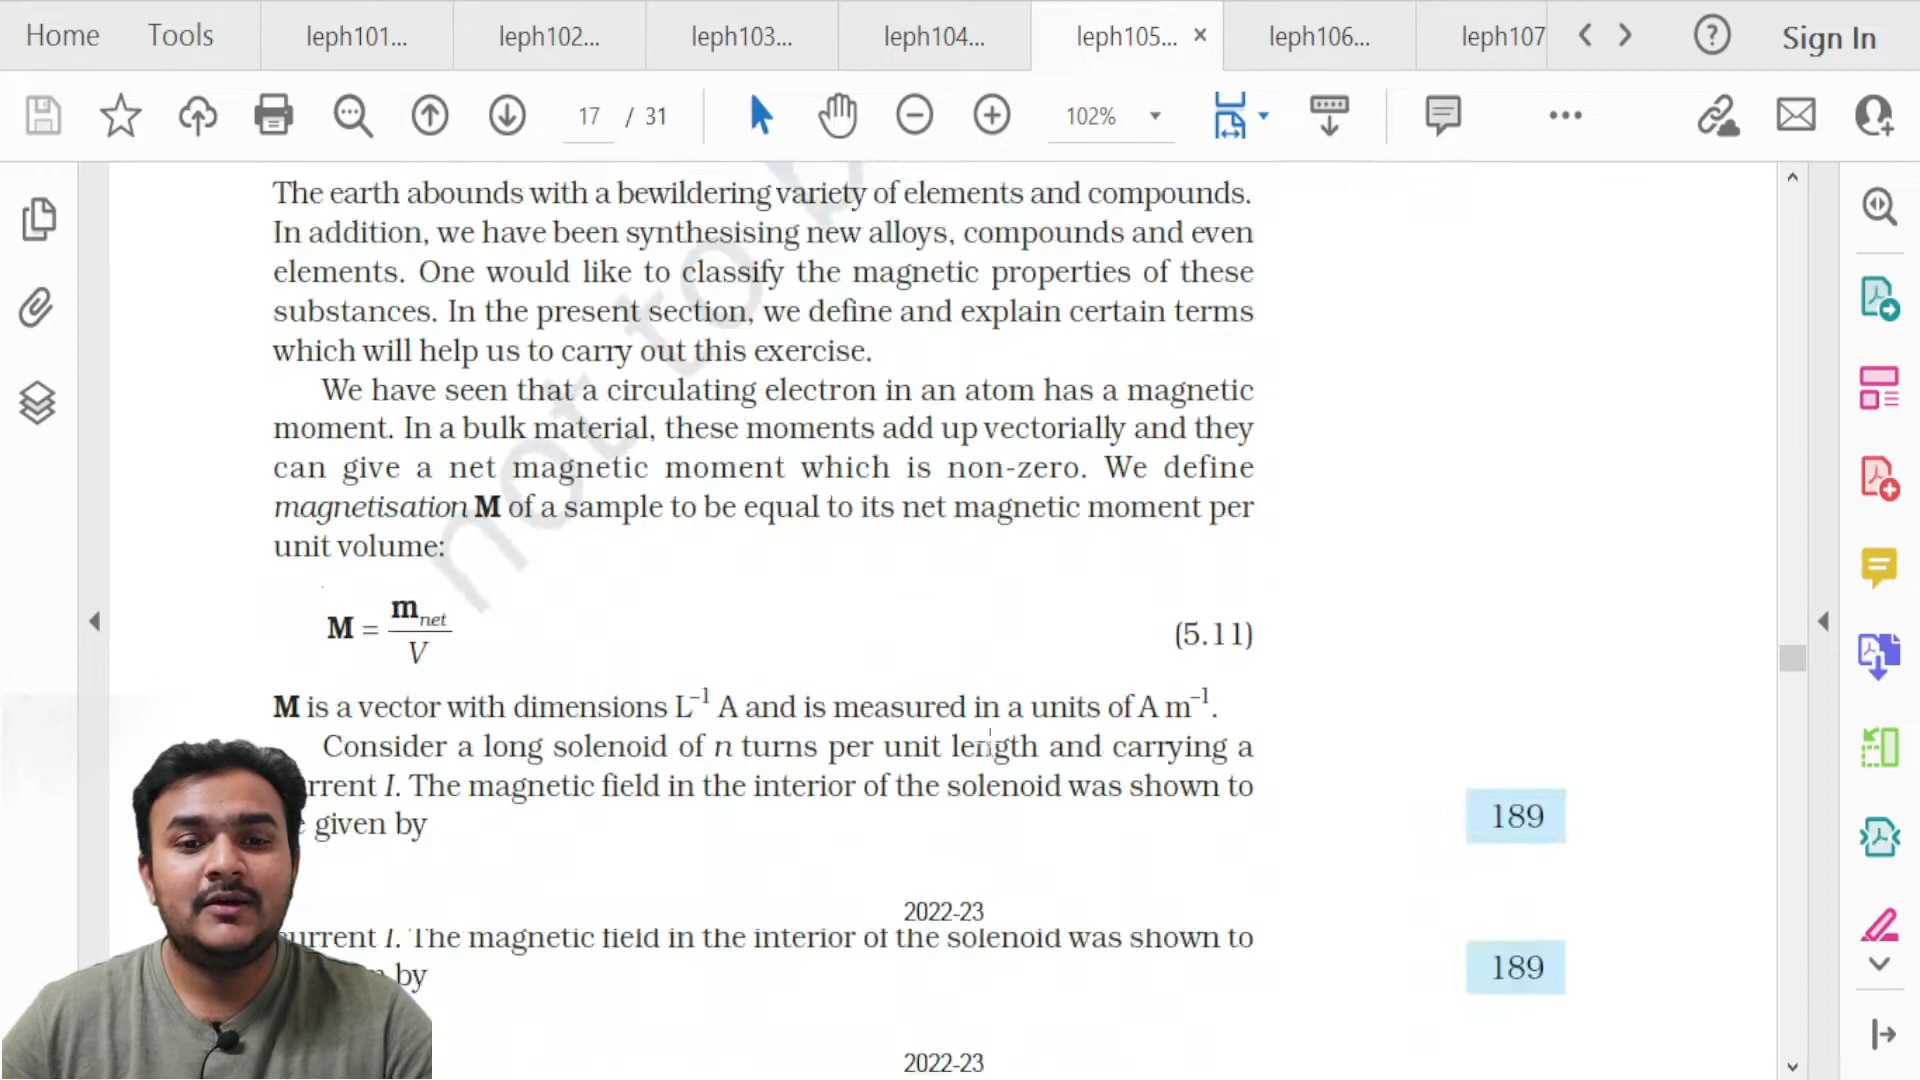 Home Tools leph101... leph102... leph103... leph104... leph105... leph106... leph107 Sign In
17 / 31 102%
The earth abounds with a bewildering variety of elements and compounds.
In addition, we have been synthesising new alloys, compounds and even
elements. One would like to classify the magnetic properties of these
substances. In the present section, we define and explain certain terms
which will help us to carry out this exercise.
We have seen that a circulating electron in an atom has a magnetic
moment. In a bulk material, these moments add up vectorially and they
can give a net magnetic moment which is non-zero. We define
magnetisation M of a sample to be equal to its net magnetic moment per
unit volume:
M = m_net / V (5.11)
M is a vector with dimensions L⁻¹ A and is measured in a units of A m⁻¹.
Consider a long solenoid of n turns per unit length and carrying a
rrent I. The magnetic field in the interior of the solenoid was shown to
given by
189
2022-23
urrent I. The magnetic field in the interior of the solenoid was shown to
by
189
2022-23
not to